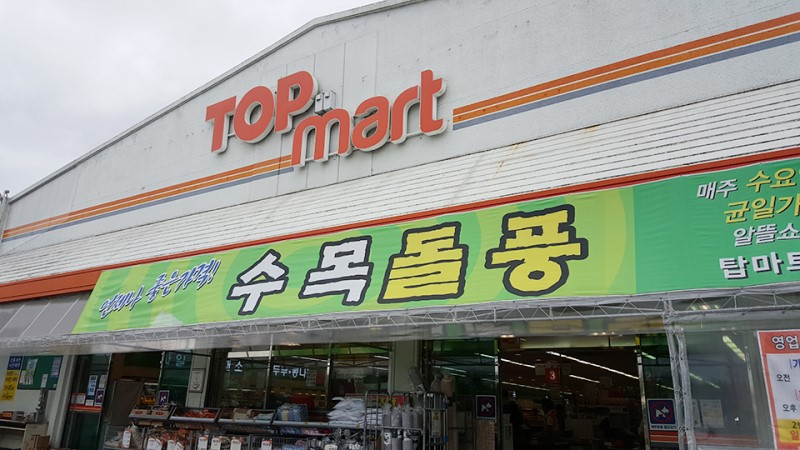 TOP mart
언제나 좋은가격!! 수목돌풍
매주 수요
균일가
알뜰쇼
탑마트
두부·콩나
3
영업
오전
오후